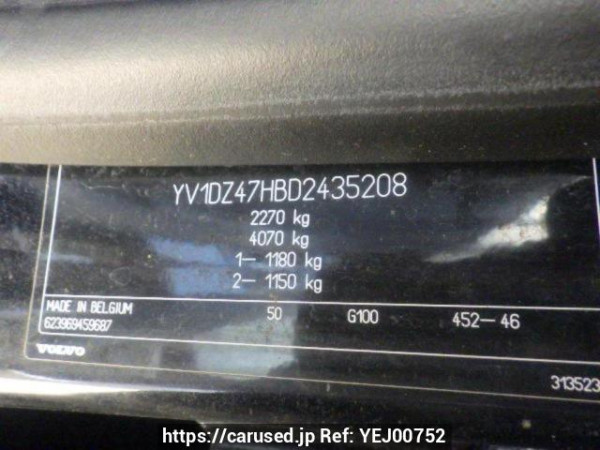 YV1DZ47HBD2435208
2270 kg
4070 kg
1– 1180 kg
2– 1150 kg
MADE IN BELGIUM 50 G100 452–46
623969459687
VOLVO
313523
https://carused.jp Ref: YEJ00752